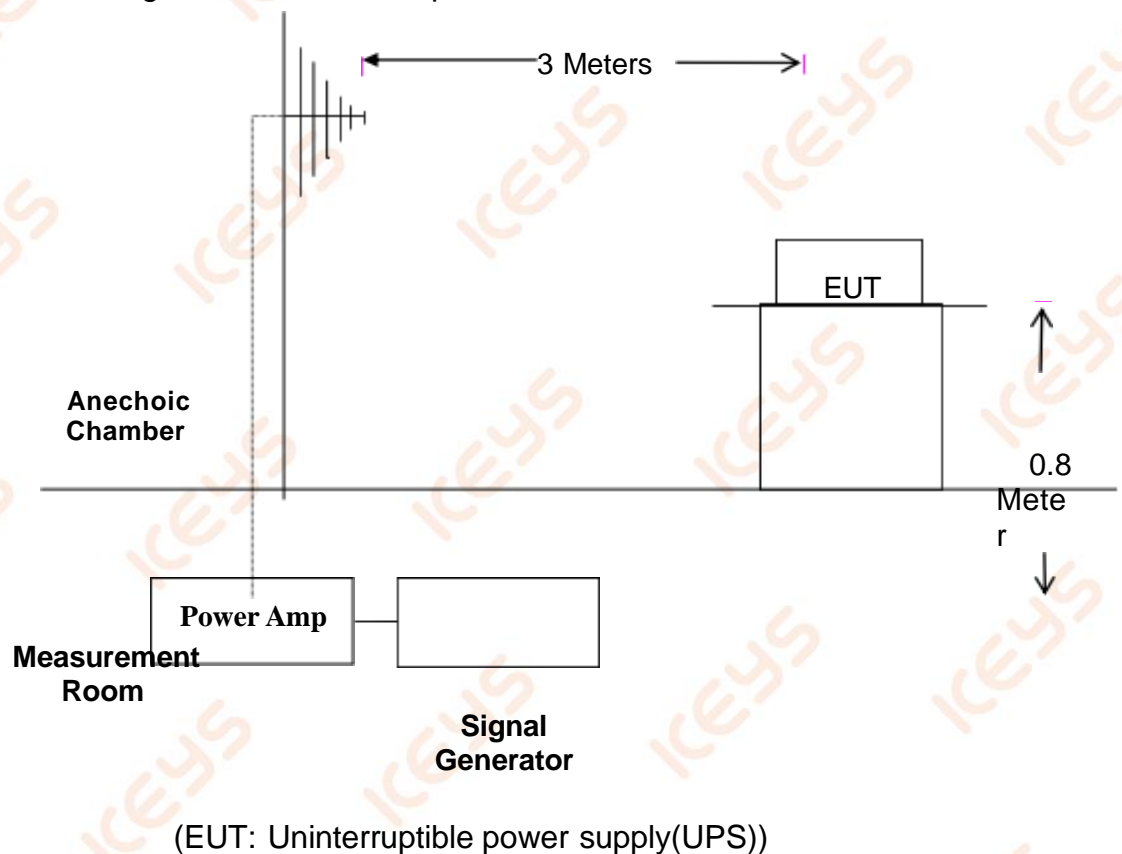 3 Meters
EUT
Anechoic
Chamber
0.8
Mete
r
Power Amp
Measurement
Room
Signal
Generator
(EUT: Uninterruptible power supply(UPS))
ICEYS